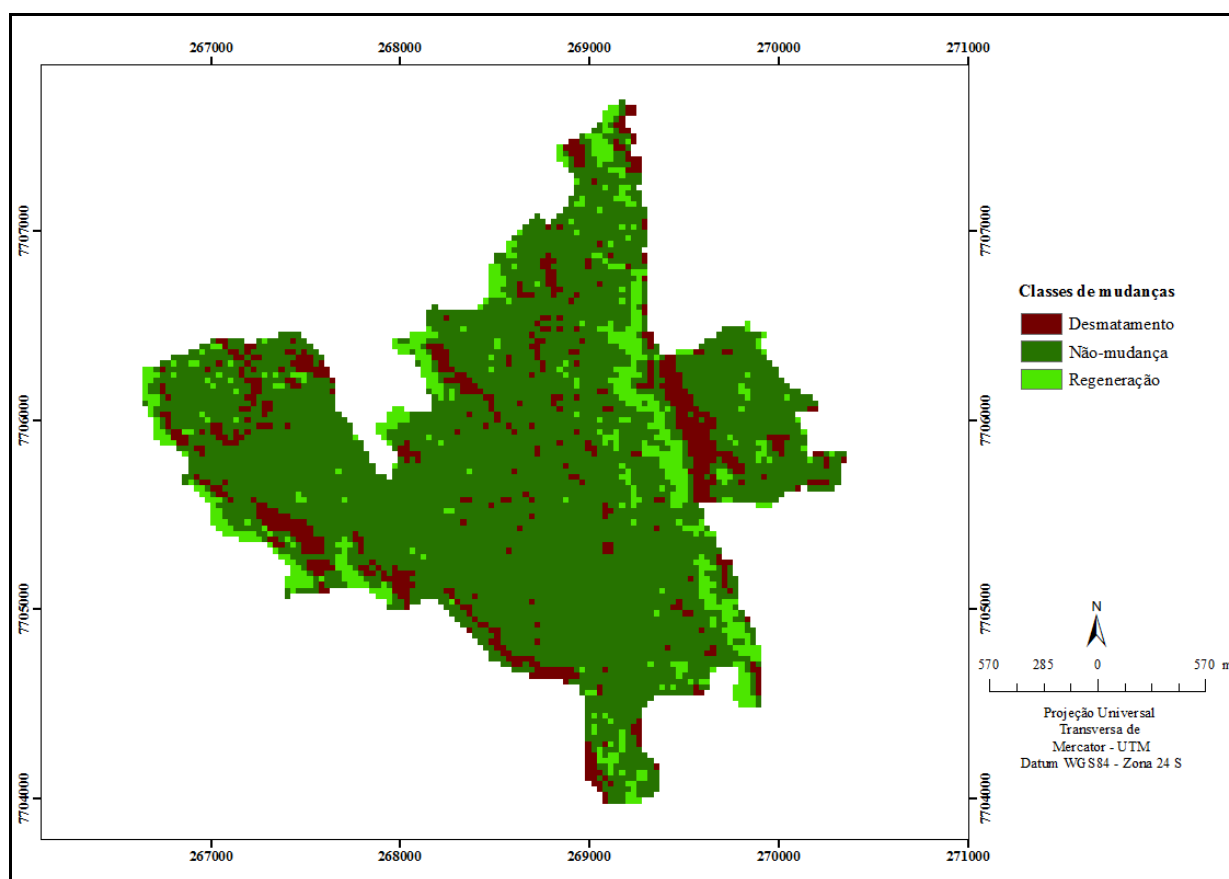 267000 268000 269000 270000 271000
7707000 7707000
7706000 7706000
7705000 7705000
7704000 7704000
267000 268000 269000 270000 271000
Classes de mudanças
Desmatamento
Não-mudança
Regeneração
N
570 285 0 570 m
Projeção Universal
Transversa de
Mercator - UTM
Datum WGS84 - Zona 24 S